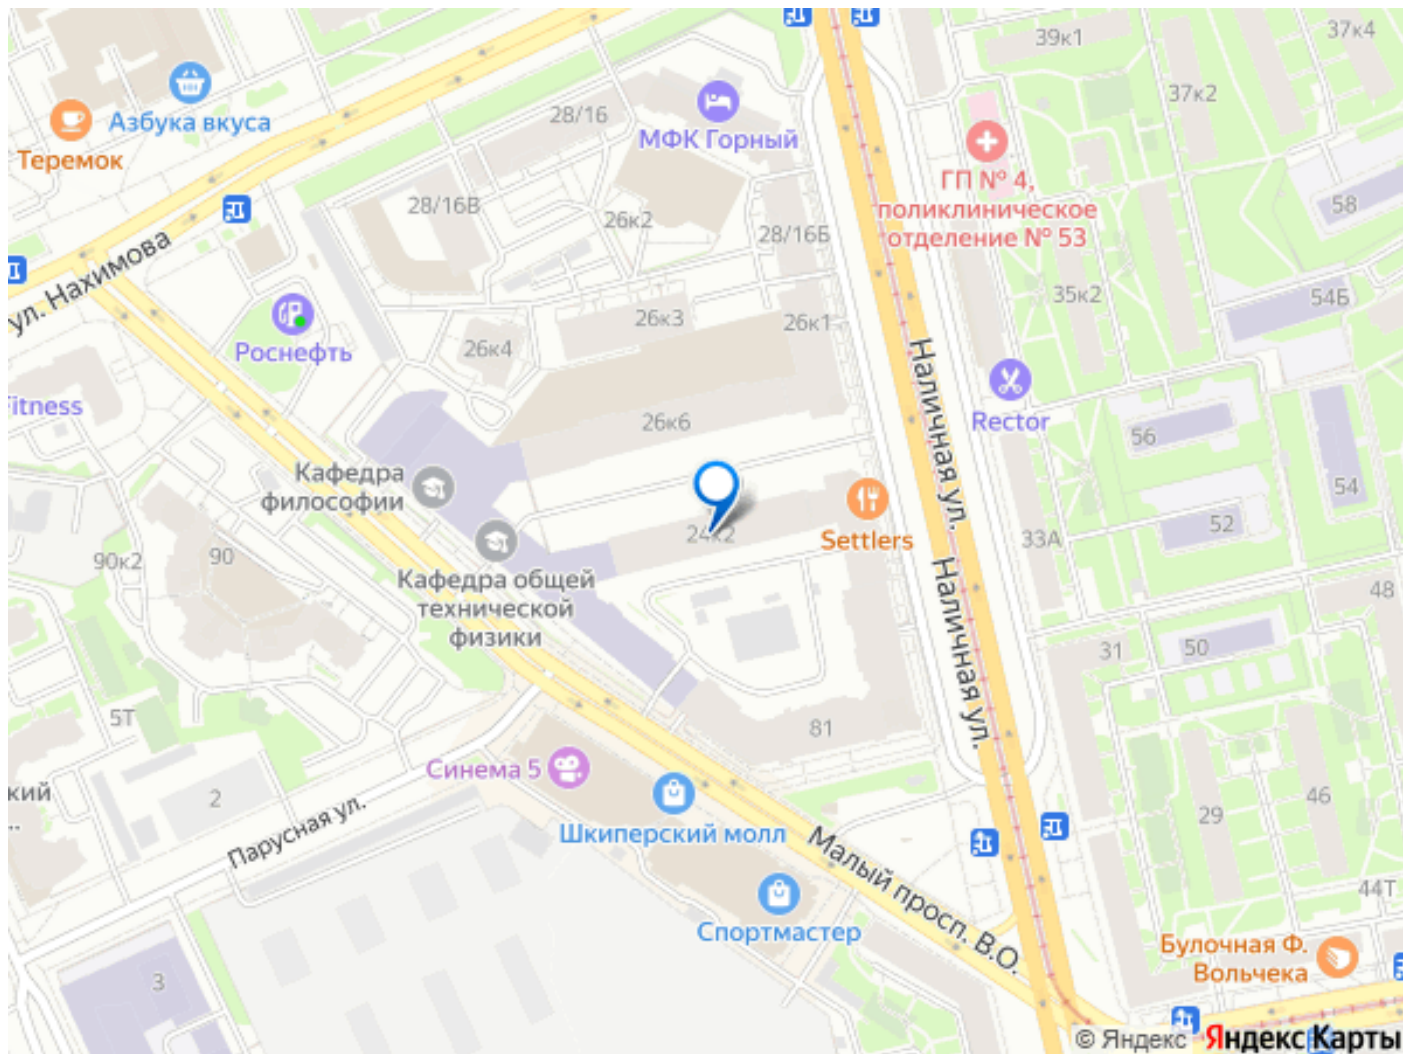 39к1
37к4
37к2
Азбука вкуса
Теремок
28/16
МФК Горный
ГП № 4,
поликлиническое
отделение № 53
58
28/16В
26к2
28/16Б
ул. Нахимова
35к2
54Б
Роснефть
26к3
26к1
26к4
Наличная ул.
Fitness
Rector
26к6
56
Кафедра
философии
54
24к2
Settlers
52
33А
90к2
90
Кафедра общей
технической
физики
Наличная ул.
48
31
50
5Т
81
Синема 5
кий
...
2
Парусная ул.
Шкиперский молл
Малый просп. В.О.
46
29
44Т
Спортмастер
Булочная Ф.
Вольчека
3
© Яндекс Яндекс Карты